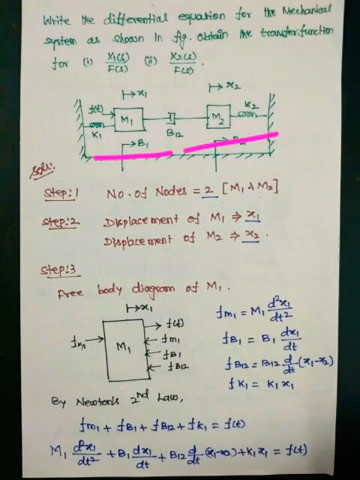 Write the differential equation for the Mechanical
system as shown in fig. Obtain the transfer function
for (i) X1(s)/F(s) (ii) X2(s)/F(s).
x1 x2
f(t) M1 M2 K2
K1 B12
B1
Soln:
Step:1 No. of Nodes = 2 [M1 & M2]
Step:2 Displacement of M1 ⇒ x1
Displacement of M2 ⇒ x2.
Step:3
Free body diagram of M1.
x1
fm1 = M1 d²x1/dt²
f(t)
fK1 M1 fm1
fB1 = B1 dx1/dt
fB1
fB12
fB12 = B12 d/dt (x1-x2)
fK1 = K1 x1
By Newton's 2nd Law,
fm1 + fB1 + fB12 + fK1 = f(t)
M1 d²x1/dt² + B1 dx1/dt + B12 d/dt (x1-x2) + K1 x1 = f(t)